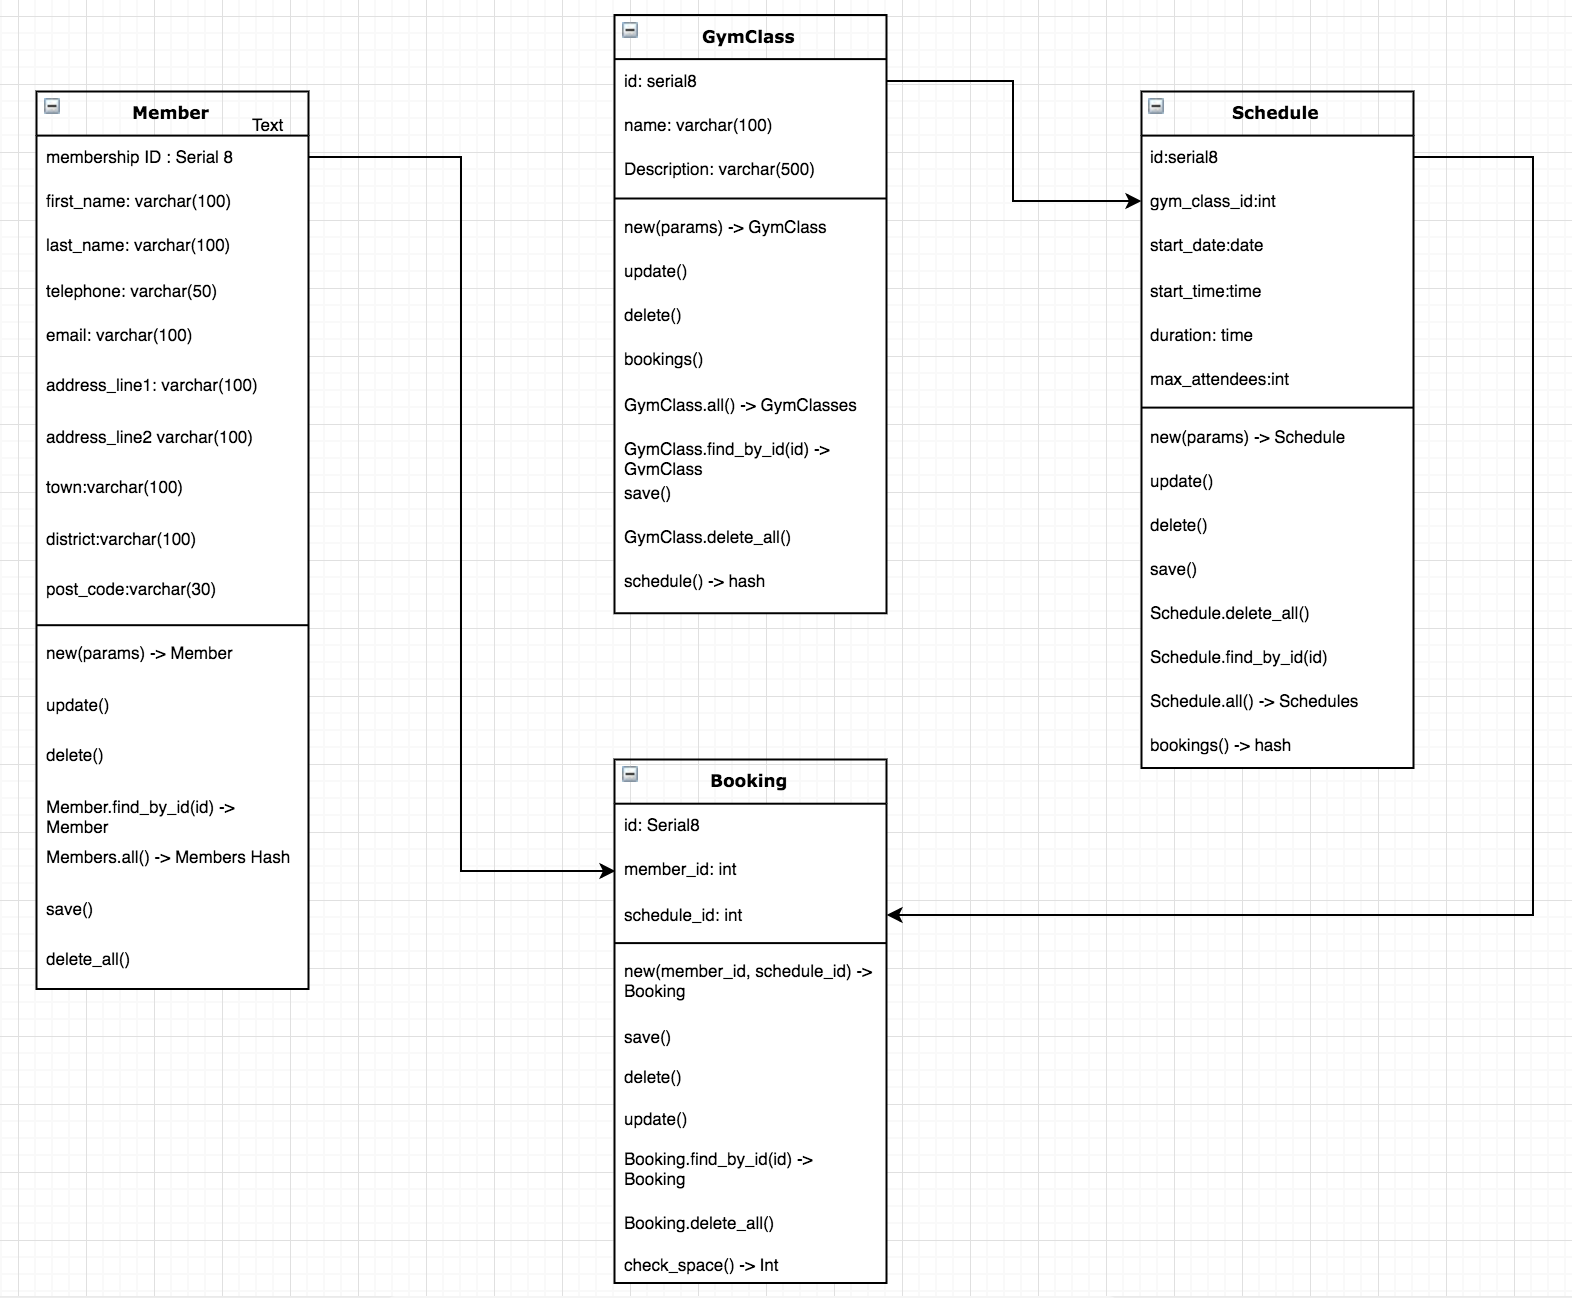 GymClass
id: serial8
name: varchar(100)
Description: varchar(500)
new(params) -> GymClass
update()
delete()
bookings()
GymClass.all() -> GymClasses
GymClass.find_by_id(id) ->
GymClass
save()
GymClass.delete_all()
schedule() -> hash
Member
Text
membership ID : Serial 8
first_name: varchar(100)
last_name: varchar(100)
telephone: varchar(50)
email: varchar(100)
address_line1: varchar(100)
address_line2 varchar(100)
town:varchar(100)
district:varchar(100)
post_code:varchar(30)
new(params) -> Member
update()
delete()
Member.find_by_id(id) ->
Member
Members.all() -> Members Hash
save()
delete_all()
Schedule
id:serial8
gym_class_id:int
start_date:date
start_time:time
duration: time
max_attendees:int
new(params) -> Schedule
update()
delete()
save()
Schedule.delete_all()
Schedule.find_by_id(id)
Schedule.all() -> Schedules
bookings() -> hash
Booking
id: Serial8
member_id: int
schedule_id: int
new(member_id, schedule_id) ->
Booking
save()
delete()
update()
Booking.find_by_id(id) ->
Booking
Booking.delete_all()
check_space() -> Int